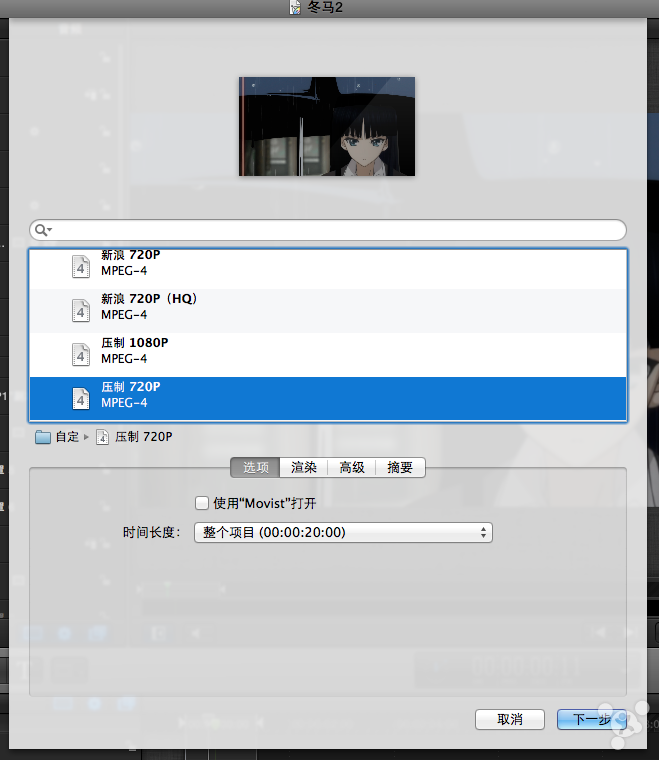 冬马2
新浪 720P
MPEG-4
新浪 720P（HQ）
MPEG-4
压制 1080P
MPEG-4
压制 720P
MPEG-4
自定 ▸ 压制 720P
选项 渲染 高级 摘要
使用“Movist”打开
时间长度： 整个项目 (00:00:20:00)
取消 下一步